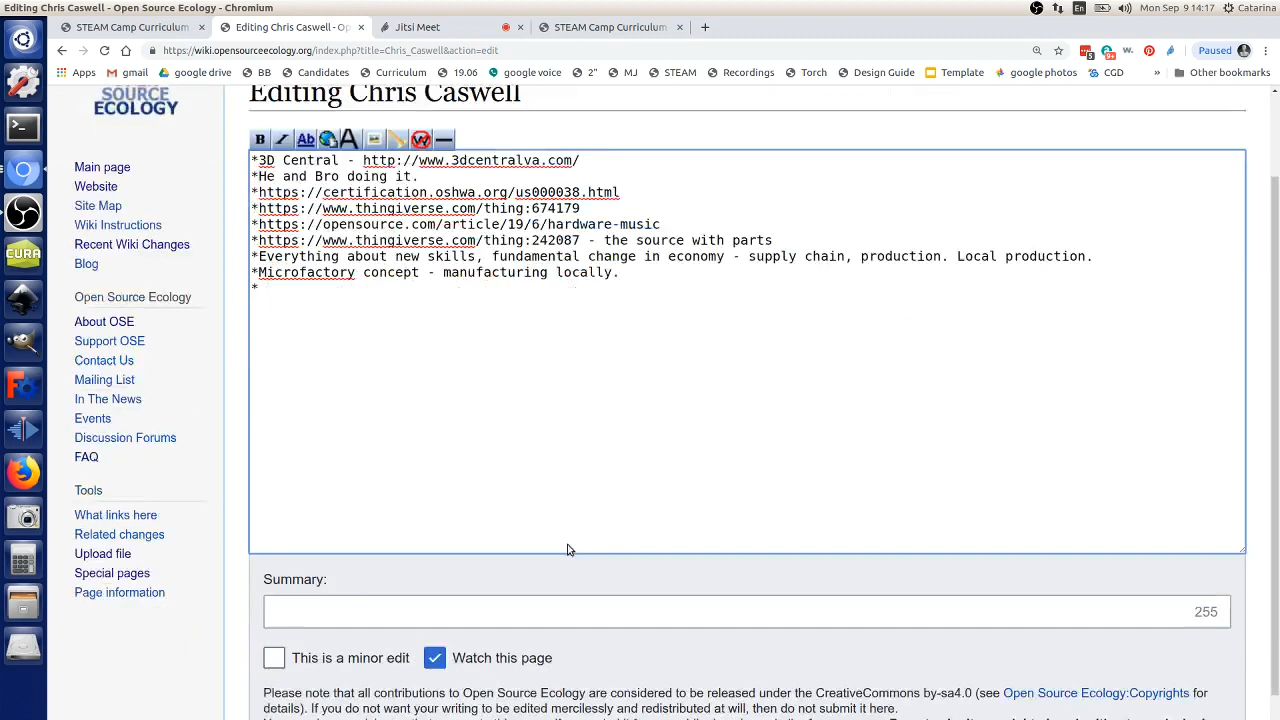 Editing Chris Caswell - Open Source Ecology - Chromium
En
Mon Sep 9 14:17
Catarina
STEAM Camp Curriculum
Editing Chris Caswell - Ope
Jitsi Meet
STEAM Camp Curriculum
https://wiki.opensourceecology.org/index.php?title=Chris_Caswell&action=edit
Paused
Apps
gmail
google drive
BB
Candidates
Curriculum
19.06
google voice
2"
MJ
STEAM
Recordings
Torch
Design Guide
Template
google photos
CGD
»
Other bookmarks
SOURCE
ECOLOGY
Main page
Website
Site Map
Wiki Instructions
Recent Wiki Changes
Blog
Open Source Ecology
About OSE
Support OSE
Contact Us
Mailing List
In The News
Events
Discussion Forums
FAQ
Tools
What links here
Related changes
Upload file
Special pages
Page information
Editing Chris Caswell
B
I
Ab
A
W
*3D Central - http://www.3dcentralva.com/
*He and Bro doing it.
*https://certification.oshwa.org/us000038.html
*https://www.thingiverse.com/thing:674179
*https://opensource.com/article/19/6/hardware-music
*https://www.thingiverse.com/thing:242087 - the source with parts
*Everything about new skills, fundamental change in economy - supply chain, production. Local production.
*Microfactory concept - manufacturing locally.
*
Summary:
255
This is a minor edit
Watch this page
Please note that all contributions to Open Source Ecology are considered to be released under the CreativeCommons by-sa4.0 (see Open Source Ecology:Copyrights for
details). If you do not want your writing to be edited mercilessly and redistributed at will, then do not submit it here.
CURA